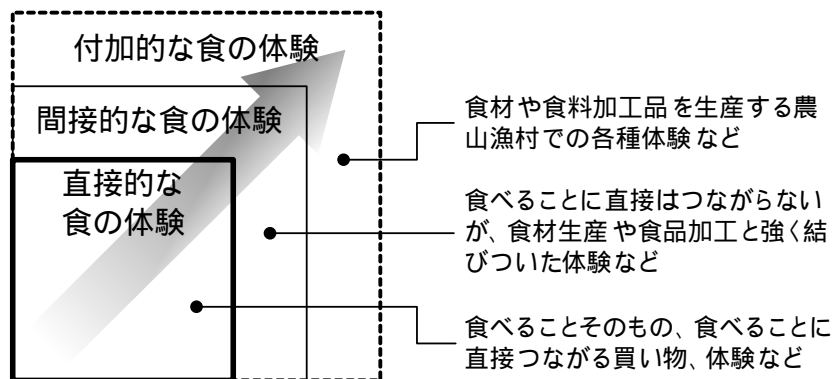 付加的な食の体験
間接的な食の体験
直接的な
食の体験
食材や食料加工品を生産する農
山漁村での各種体験など
食べることに直接はつながらない
が、食材生産や食品加工と強く結
びついた体験など
食べることそのもの、食べることに
直接つながる買い物、体験など